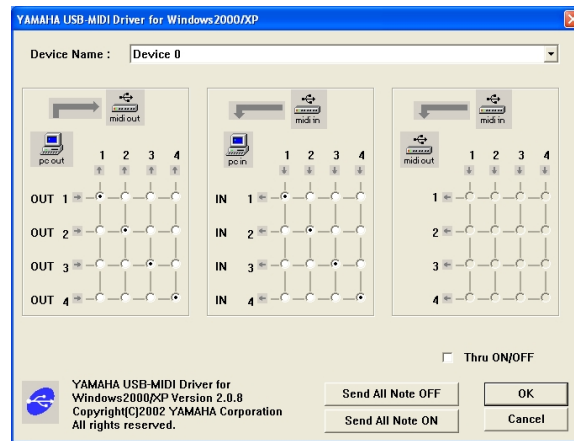 YAMAHA USB-MIDI Driver for Windows2000/XP
Device Name : Device 0
midi out
pc out
1 2 3 4
OUT 1
OUT 2
OUT 3
OUT 4
midi in
pc in
1 2 3 4
IN 1
IN 2
IN 3
IN 4
midi in
midi out
1 2 3 4
1
2
3
4
Thru ON/OFF
YAMAHA USB-MIDI Driver for
Windows2000/XP Version 2.0.8
Copyright(C)2002 YAMAHA Corporation
All rights reserved.
Send All Note OFF
OK
Send All Note ON
Cancel